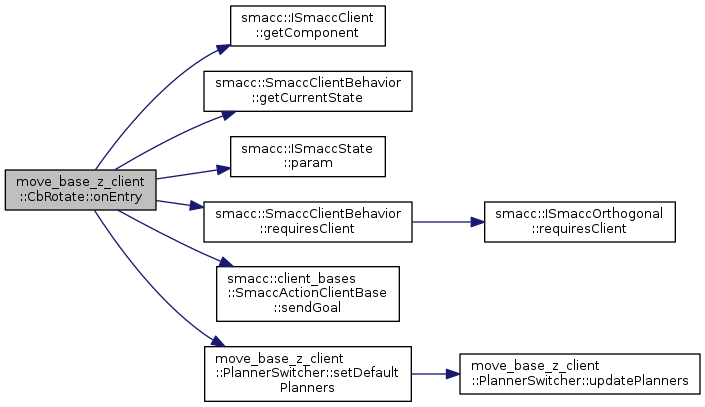 smacc::ISmaccClient
::getComponent
smacc::SmaccClientBehavior
::getCurrentState
smacc::ISmaccState
::param
move_base_z_client
::CbRotate::onEntry
smacc::SmaccClientBehavior
::requiresClient
smacc::ISmaccOrthogonal
::requiresClient
smacc::client_bases
::SmaccActionClientBase
::sendGoal
move_base_z_client
::PlannerSwitcher::setDefault
Planners
move_base_z_client
::PlannerSwitcher::updatePlanners